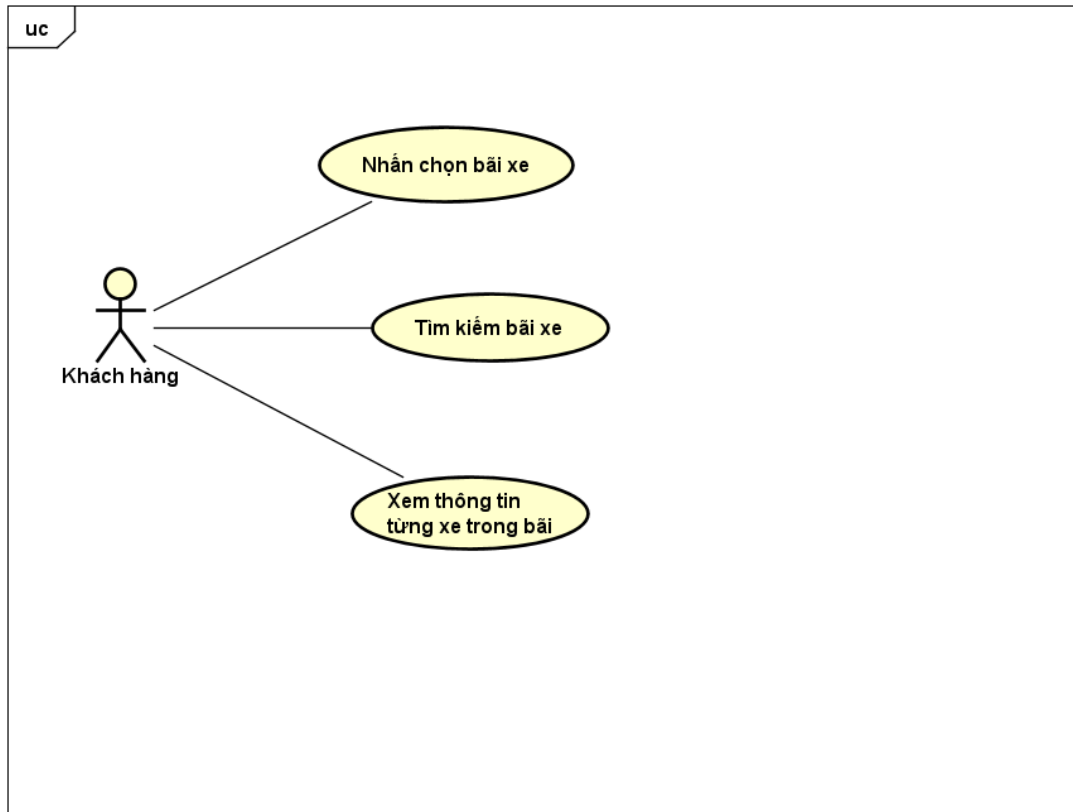 uc
Nhấn chọn bãi xe
Tìm kiếm bãi xe
Khách hàng
Xem thông tin
từng xe trong bãi